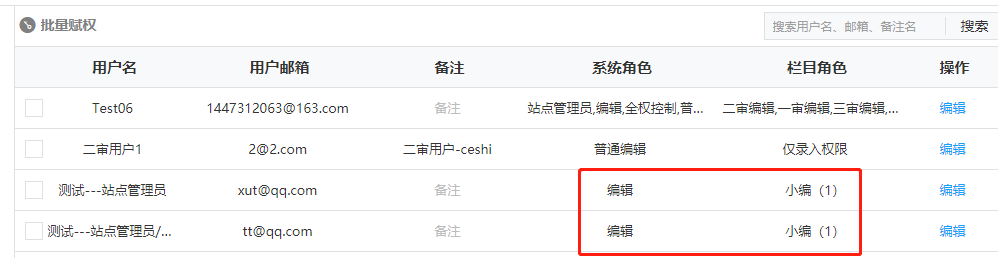 批量赋权 搜索用户名、邮箱、备注名 搜索
用户名 用户邮箱 备注 系统角色 栏目角色 操作
Test06 1447312063@163.com 备注 站点管理员,编辑,全权控制,普... 二审编辑,一审编辑,三审编辑,... 编辑
二审用户1 2@2.com 二审用户-ceshi 普通编辑 仅录入权限 编辑
测试---站点管理员 xut@qq.com 备注 编辑 小编（1） 编辑
测试---站点管理员/... tt@qq.com 备注 编辑 小编（1） 编辑